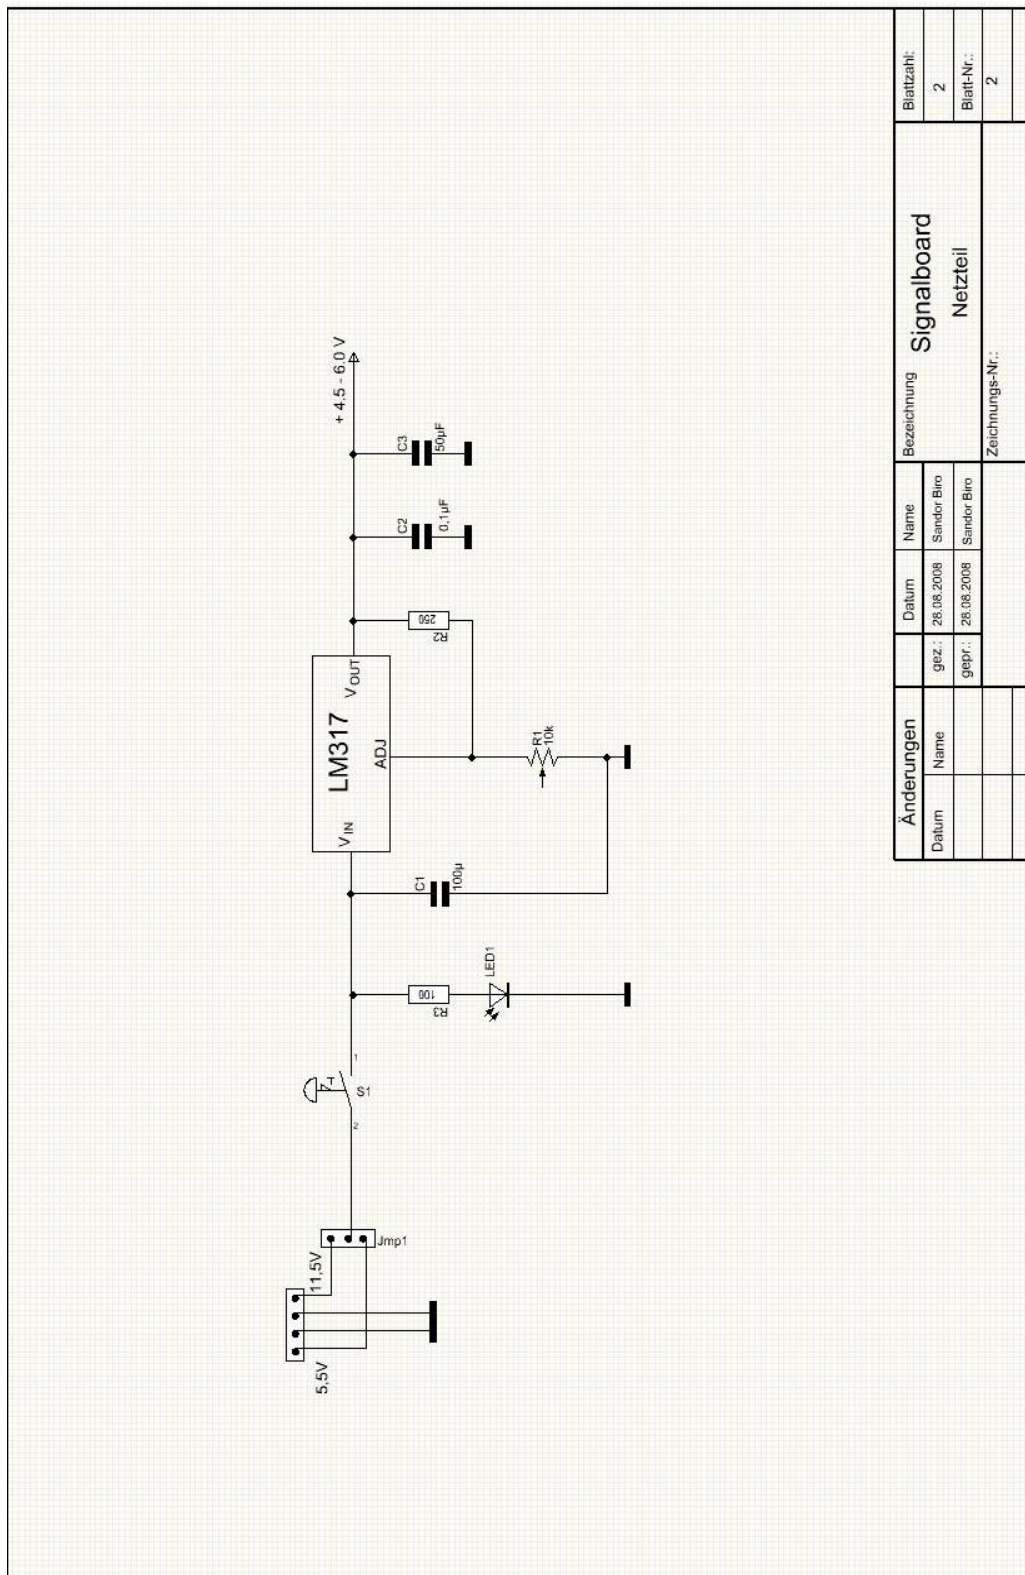 5,5V
11,5V
Jmp1
2
1
T
S1
R3
100
LED1
C1
100µ
LM317
VIN
VOUT
ADJ
R2
250
R1
10k
C2
0,1µF
C3
50µF
+ 4.5 - 6.0 V
Änderungen
Datum
Name
Datum
Name
gez.:
28.08.2008
Sandor Biro
gepr.:
28.08.2008
Sandor Biro
Bezeichnung
Signalboard
Netzteil
Zeichnungs-Nr.:
Blattzahl:
2
Blatt-Nr.:
2